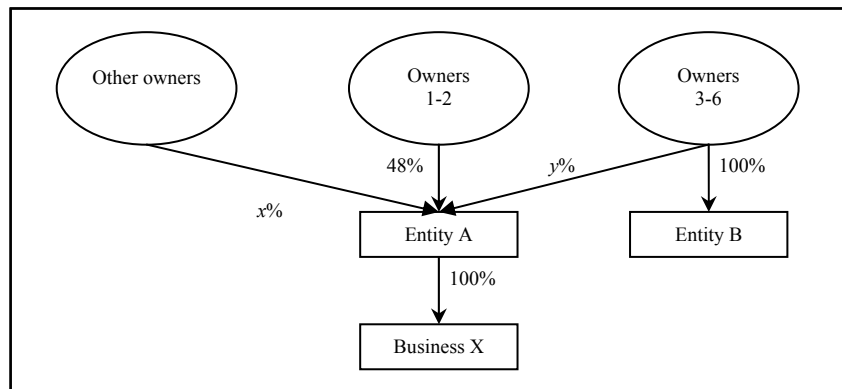 Other owners
Owners
1-2
Owners
3-6
48%
y%
100%
x%
Entity A
Entity B
100%
Business X